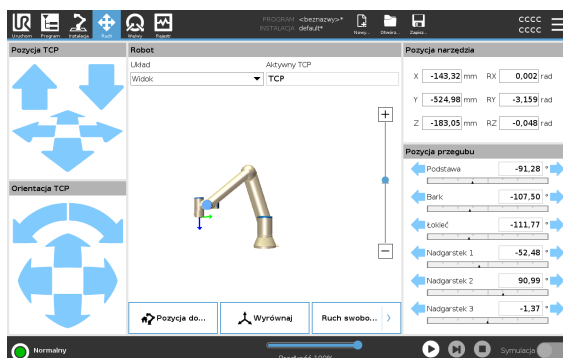 UR
PROGRAM <beznazwy>*
INSTALACJA default*
CCCC
CCCC
Uruchom Program Instalacja Ruch Wejwy Rejestr
Nowy... Otwórz... Zapisz...
Pozycja TCP
Orientacja TCP
Robot
Układ
Aktywny TCP
Widok
TCP
+
−
Pozycja do...
Wyrównaj
Ruch swobo...
Pozycja narzędzia
X -143,32 mm RX 0,002 rad
Y -524,98 mm RY -3,159 rad
Z -183,05 mm RZ -0,048 rad
Pozycja przegubu
Podstawa -91,28 °
Bark -107,50 °
Łokieć -111,77 °
Nadgarstek 1 -52,48 °
Nadgarstek 2 90,99 °
Nadgarstek 3 -1,37 °
Normalny
Prędkość 100%
Symulacja